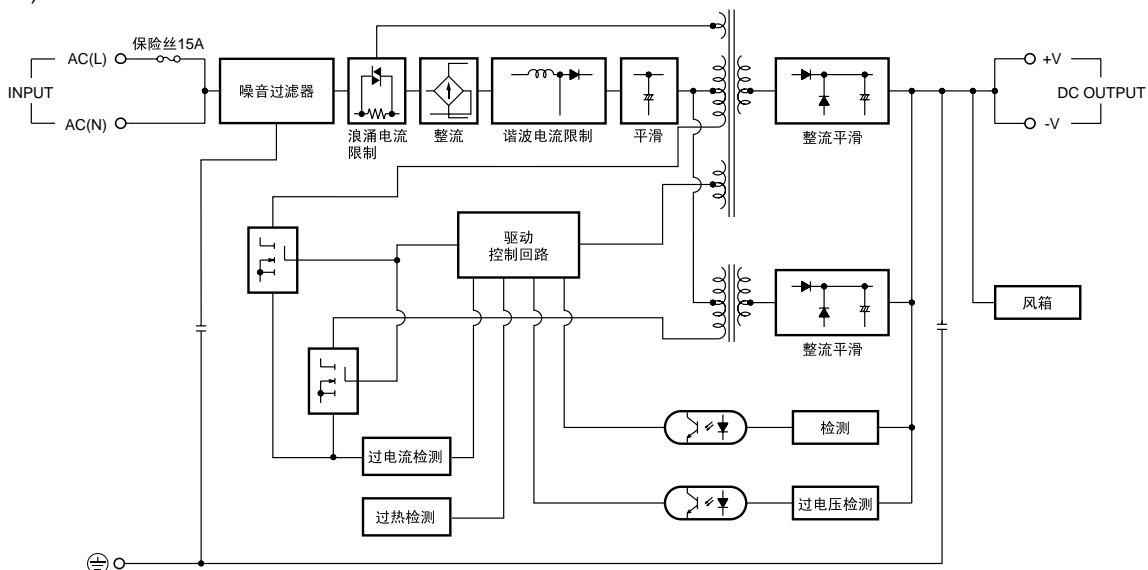 保险丝15A
AC(L)
INPUT
AC(N)
噪音过滤器
浪涌电流
限制
整流
谐波电流限制
平滑
整流平滑
+V
DC OUTPUT
-V
驱动
控制回路
整流平滑
风箱
检测
过电流检测
过电压检测
过热检测